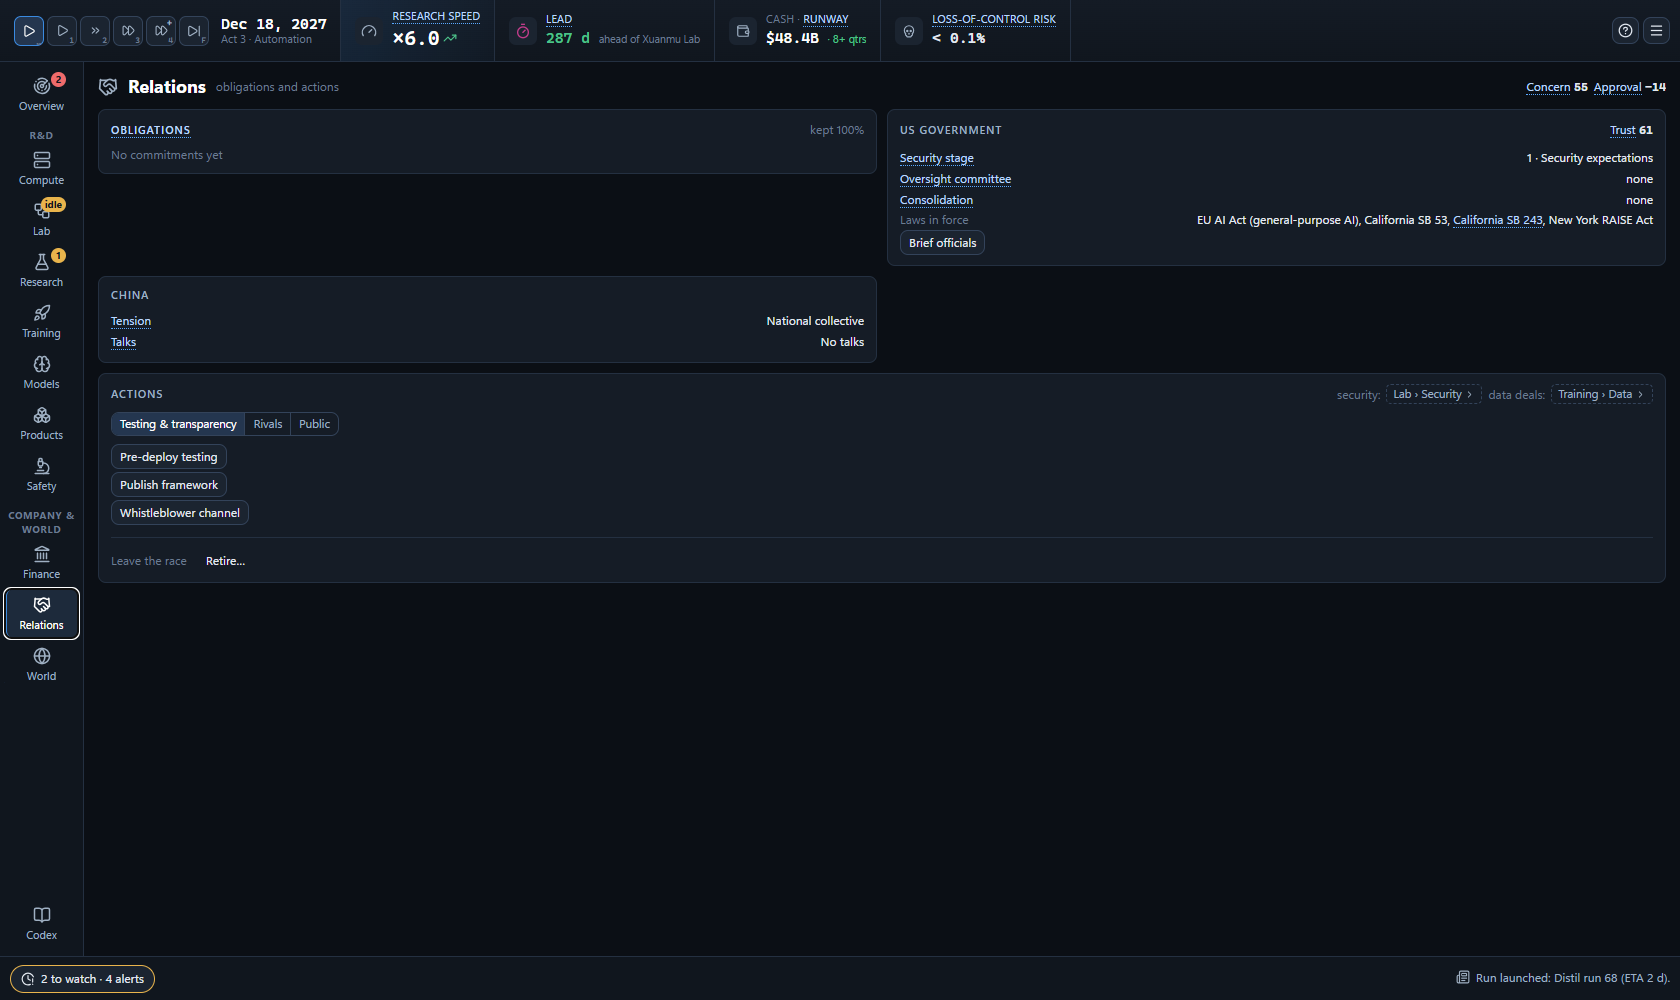 1
2
3
4
F
Dec 18, 2027
Act 3 · Automation
RESEARCH SPEED
×6.0
LEAD
287 d ahead of Xuanmu Lab
CASH · RUNWAY
$48.4B · 8+ qtrs
LOSS-OF-CONTROL RISK
< 0.1%
2
Overview
R&D
Compute
idle
Lab
1
Research
Training
Models
Products
Safety
COMPANY &
WORLD
Finance
Relations
World
Codex
Relations obligations and actions
Concern 55 Approval −14
OBLIGATIONS
kept 100%
No commitments yet
US GOVERNMENT
Trust 61
Security stage
1 · Security expectations
Oversight committee
none
Consolidation
none
Laws in force
EU AI Act (general-purpose AI), California SB 53, California SB 243, New York RAISE Act
Brief officials
CHINA
Tension
National collective
Talks
No talks
ACTIONS
security: Lab › Security › data deals: Training › Data ›
Testing & transparency Rivals Public
Pre-deploy testing
Publish framework
Whistleblower channel
Leave the race Retire...
2 to watch · 4 alerts
Run launched: Distil run 68 (ETA 2 d).